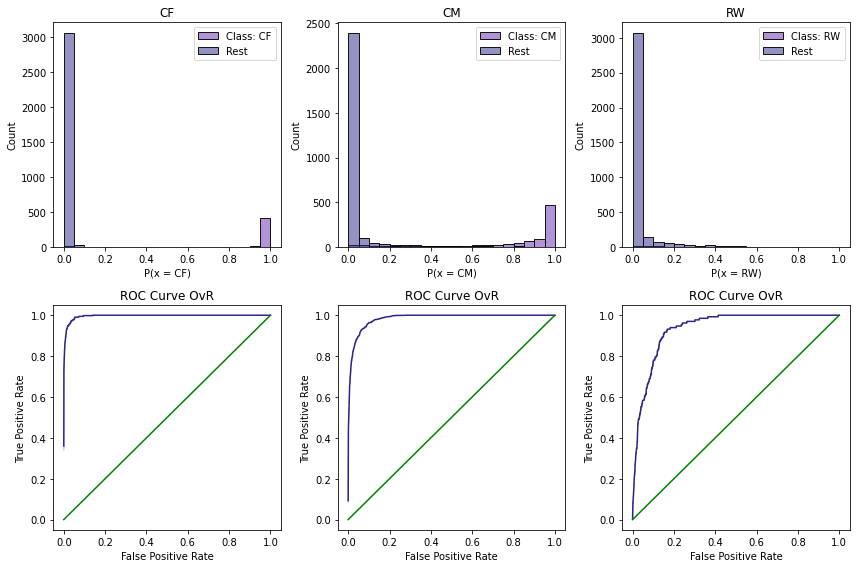 CF
CM
RW
Class: CF
Rest
Class: CM
Rest
Class: RW
Rest
Count
3000
2500
2000
1500
1000
500
0
Count
2500
2000
1500
1000
500
0
Count
3000
2500
2000
1500
1000
500
0
0.0 0.2 0.4 0.6 0.8 1.0
0.0 0.2 0.4 0.6 0.8 1.0
0.0 0.2 0.4 0.6 0.8 1.0
P(x = CF)
P(x = CM)
P(x = RW)
ROC Curve OvR
ROC Curve OvR
ROC Curve OvR
True Positive Rate
1.0
0.8
0.6
0.4
0.2
0.0
True Positive Rate
1.0
0.8
0.6
0.4
0.2
0.0
True Positive Rate
1.0
0.8
0.6
0.4
0.2
0.0
0.0 0.2 0.4 0.6 0.8 1.0
0.0 0.2 0.4 0.6 0.8 1.0
0.0 0.2 0.4 0.6 0.8 1.0
False Positive Rate
False Positive Rate
False Positive Rate